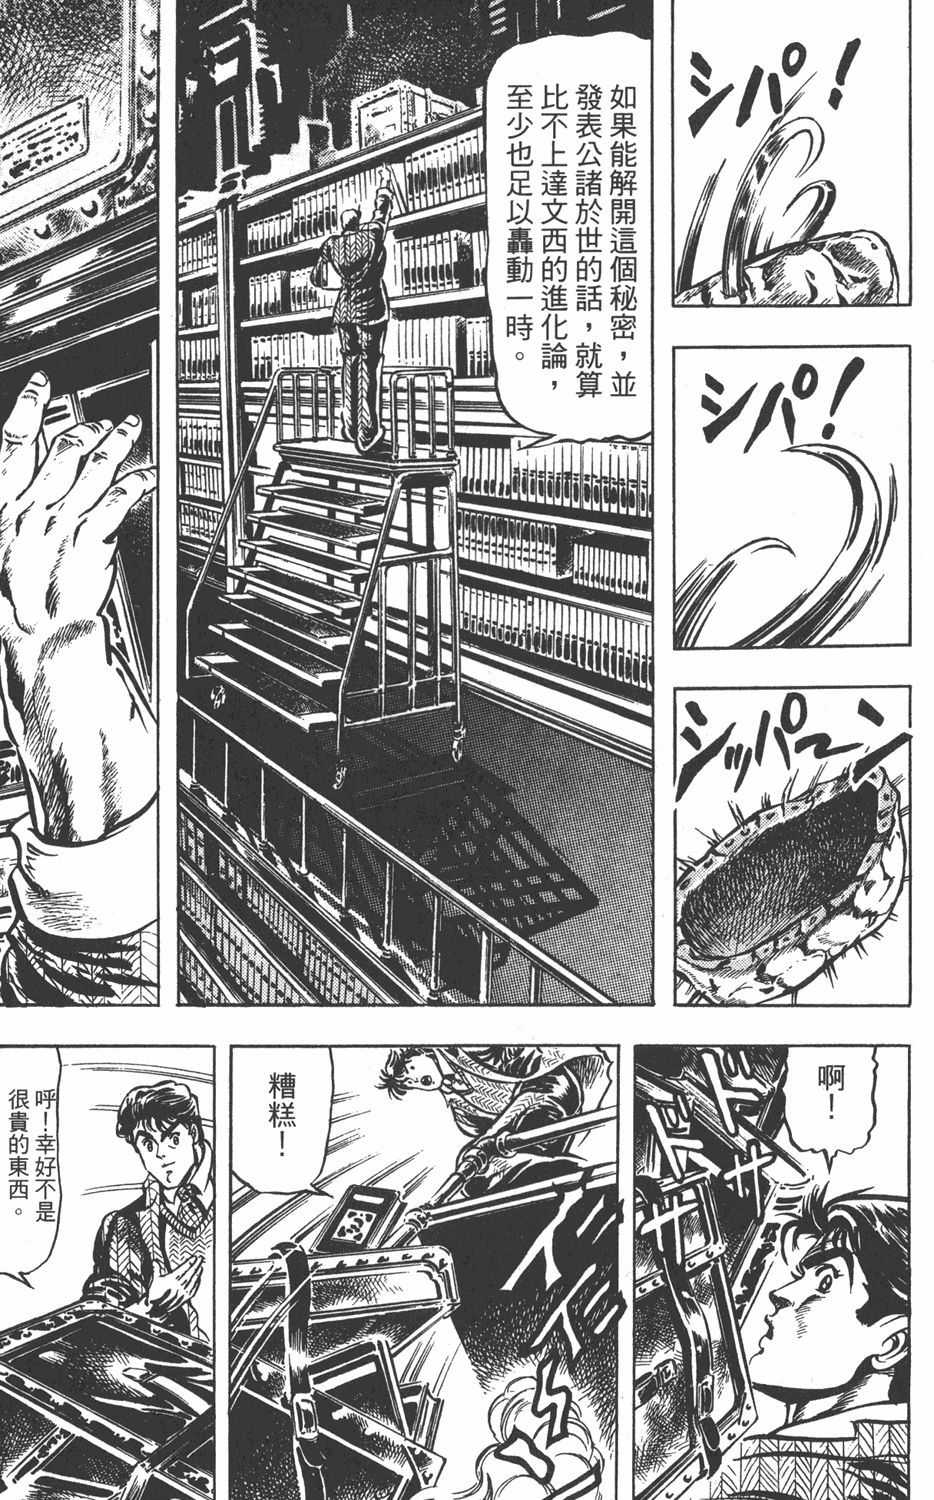 シパ！
シパ！
シッパーン
如果能解開這個秘密，並
發表公諸於世的話，就算
比不上達文西的進化論，
至少也足以轟動一時。
啊！
ドドドド
糟糕！
呼！幸好不是
很貴的東西。